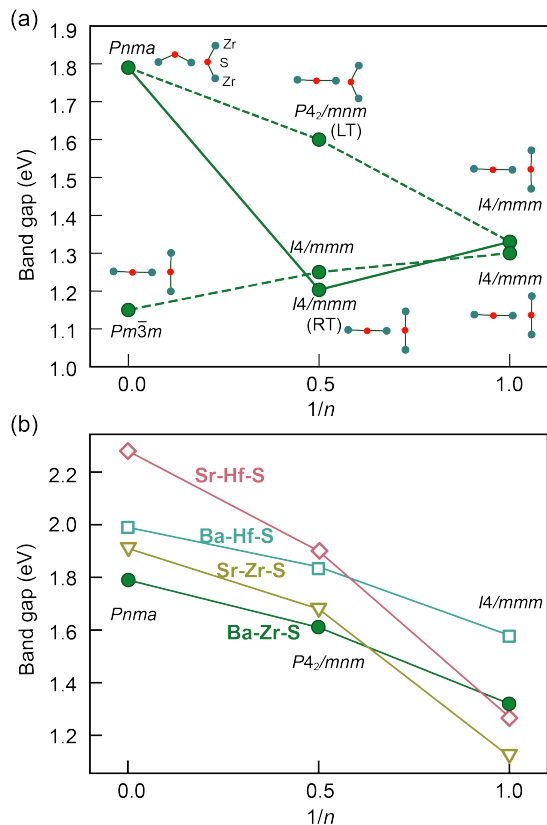 (a)
1.9
1.8
1.7
1.6
1.5
1.4
1.3
1.2
1.1
1.0
Band gap (eV)
Pnma
Zr
S
Zr
P4₂/mnm
(LT)
I4/mmm
I4/mmm
I4/mmm
(RT)
I4/mmm
Pm3̅m
0.0 0.5 1.0
1/n
(b)
2.2
2.0
1.8
1.6
1.4
1.2
Band gap (eV)
Sr-Hf-S
Ba-Hf-S
Sr-Zr-S
Ba-Zr-S
Pnma
P4₂/mnm
I4/mmm
0.0 0.5 1.0
1/n